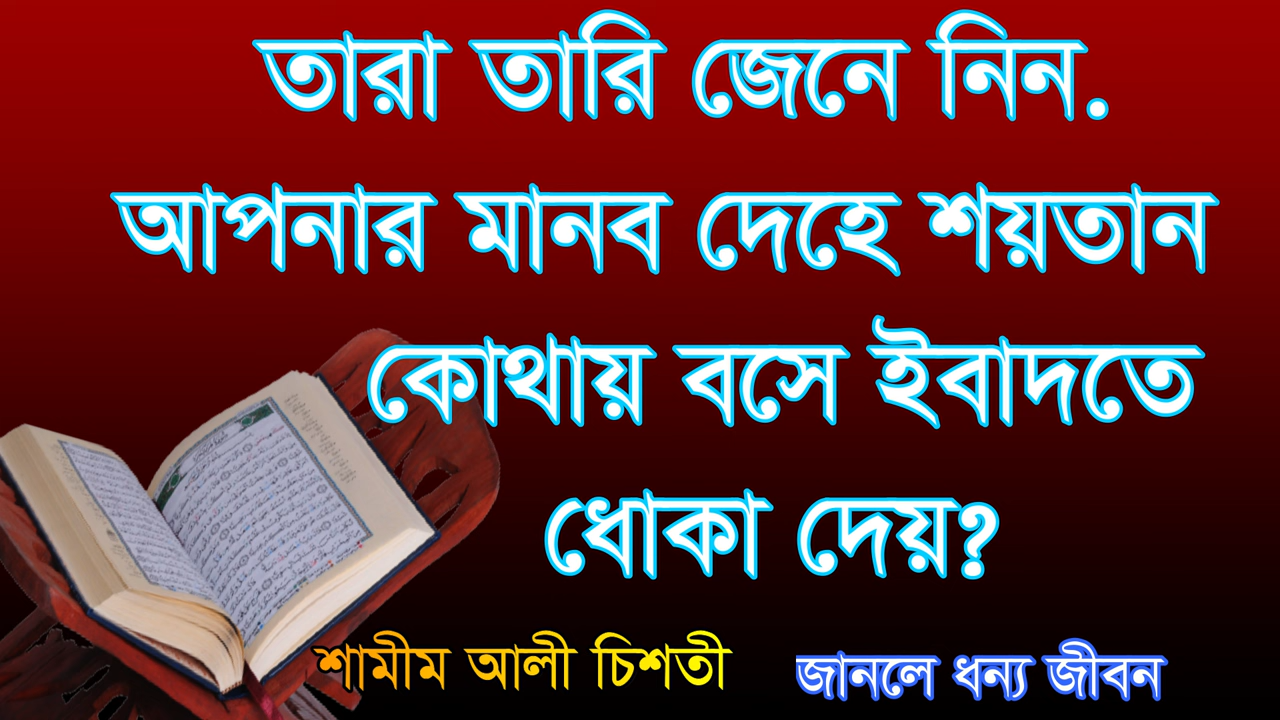 তারা তারি জেনে নিন.
আপনার মানব দেহে শয়তান
কোথায় বসে ইবাদতে
ধোকা দেয়?
শামীম আলী চিশতী
জানলে ধন্য জীবন